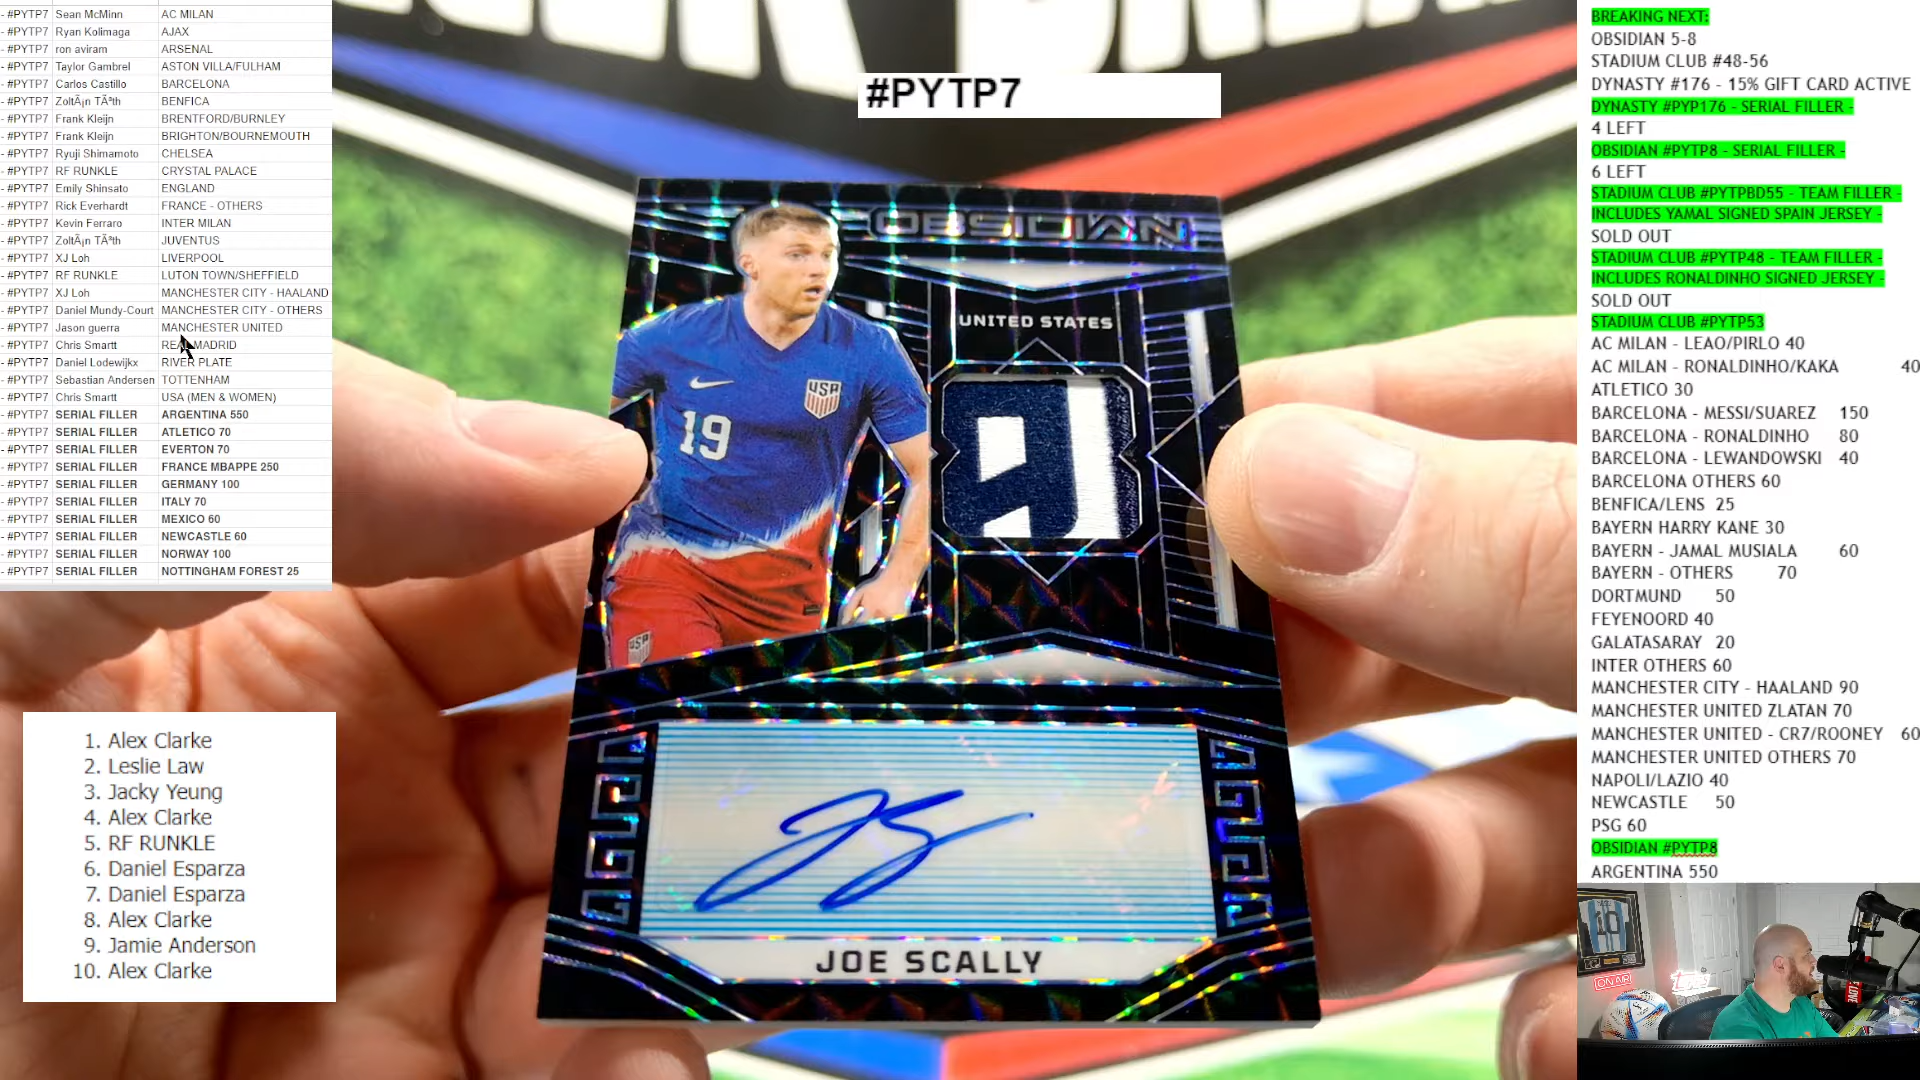 - #PYTP7 Sean McMinn AC MILAN
- #PYTP7 Ryan Kolimaga AJAX
- #PYTP7 ron aviram ARSENAL
- #PYTP7 Taylor Gambrel ASTON VILLA/FULHAM
- #PYTP7 Carlos Castillo BARCELONA
- #PYTP7 ZoltÃ¡n TÃ³th BENFICA
- #PYTP7 Frank Kleijn BRENTFORD/BURNLEY
- #PYTP7 Frank Kleijn BRIGHTON/BOURNEMOUTH
- #PYTP7 Ryuji Shimamoto CHELSEA
- #PYTP7 RF RUNKLE CRYSTAL PALACE
- #PYTP7 Emily Shinsato ENGLAND
- #PYTP7 Rick Everhardt FRANCE - OTHERS
- #PYTP7 Kevin Ferraro INTER MILAN
- #PYTP7 ZoltÃ¡n TÃ³th JUVENTUS
- #PYTP7 XJ Loh LIVERPOOL
- #PYTP7 RF RUNKLE LUTON TOWN/SHEFFIELD
- #PYTP7 XJ Loh MANCHESTER CITY - HAALAND
- #PYTP7 Daniel Mundy-Court MANCHESTER CITY - OTHERS
- #PYTP7 Jason guerra MANCHESTER UNITED
- #PYTP7 Chris Smartt REAL MADRID
- #PYTP7 Daniel Lodewijkx RIVER PLATE
- #PYTP7 Sebastian Andersen TOTTENHAM
- #PYTP7 Chris Smartt USA (MEN & WOMEN)
- #PYTP7 SERIAL FILLER ARGENTINA 550
- #PYTP7 SERIAL FILLER ATLETICO 70
- #PYTP7 SERIAL FILLER EVERTON 70
- #PYTP7 SERIAL FILLER FRANCE MBAPPE 250
- #PYTP7 SERIAL FILLER GERMANY 100
- #PYTP7 SERIAL FILLER ITALY 70
- #PYTP7 SERIAL FILLER MEXICO 60
- #PYTP7 SERIAL FILLER NEWCASTLE 60
- #PYTP7 SERIAL FILLER NORWAY 100
- #PYTP7 SERIAL FILLER NOTTINGHAM FOREST 25
1. Alex Clarke
2. Leslie Law
3. Jacky Yeung
4. Alex Clarke
5. RF RUNKLE
6. Daniel Esparza
7. Daniel Esparza
8. Alex Clarke
9. Jamie Anderson
10. Alex Clarke
#PYTP7
OBSIDIAN
UNITED STATES
USA
19
USA
JOE SCALLY
BREAKING NEXT:
OBSIDIAN 5-8
STADIUM CLUB #48-56
DYNASTY #176 - 15% GIFT CARD ACTIVE
DYNASTY #PYP176 - SERIAL FILLER -
4 LEFT
OBSIDIAN #PYTP8 - SERIAL FILLER -
6 LEFT
STADIUM CLUB #PYTPBD55 - TEAM FILLER -
INCLUDES YAMAL SIGNED SPAIN JERSEY -
SOLD OUT
STADIUM CLUB #PYTP48 - TEAM FILLER -
INCLUDES RONALDINHO SIGNED JERSEY -
SOLD OUT
STADIUM CLUB #PYTP53
AC MILAN - LEAO/PIRLO 40
AC MILAN - RONALDINHO/KAKA 40
ATLETICO 30
BARCELONA - MESSI/SUAREZ 150
BARCELONA - RONALDINHO 80
BARCELONA - LEWANDOWSKI 40
BARCELONA OTHERS 60
BENFICA/LENS 25
BAYERN HARRY KANE 30
BAYERN - JAMAL MUSIALA 60
BAYERN - OTHERS 70
DORTMUND 50
FEYENOORD 40
GALATASARAY 20
INTER OTHERS 60
MANCHESTER CITY - HAALAND 90
MANCHESTER UNITED ZLATAN 70
MANCHESTER UNITED - CR7/ROONEY 60
MANCHESTER UNITED OTHERS 70
NAPOLI/LAZIO 40
NEWCASTLE 50
PSG 60
OBSIDIAN #PYTP8
ARGENTINA 550
10
ON AIR
Topps